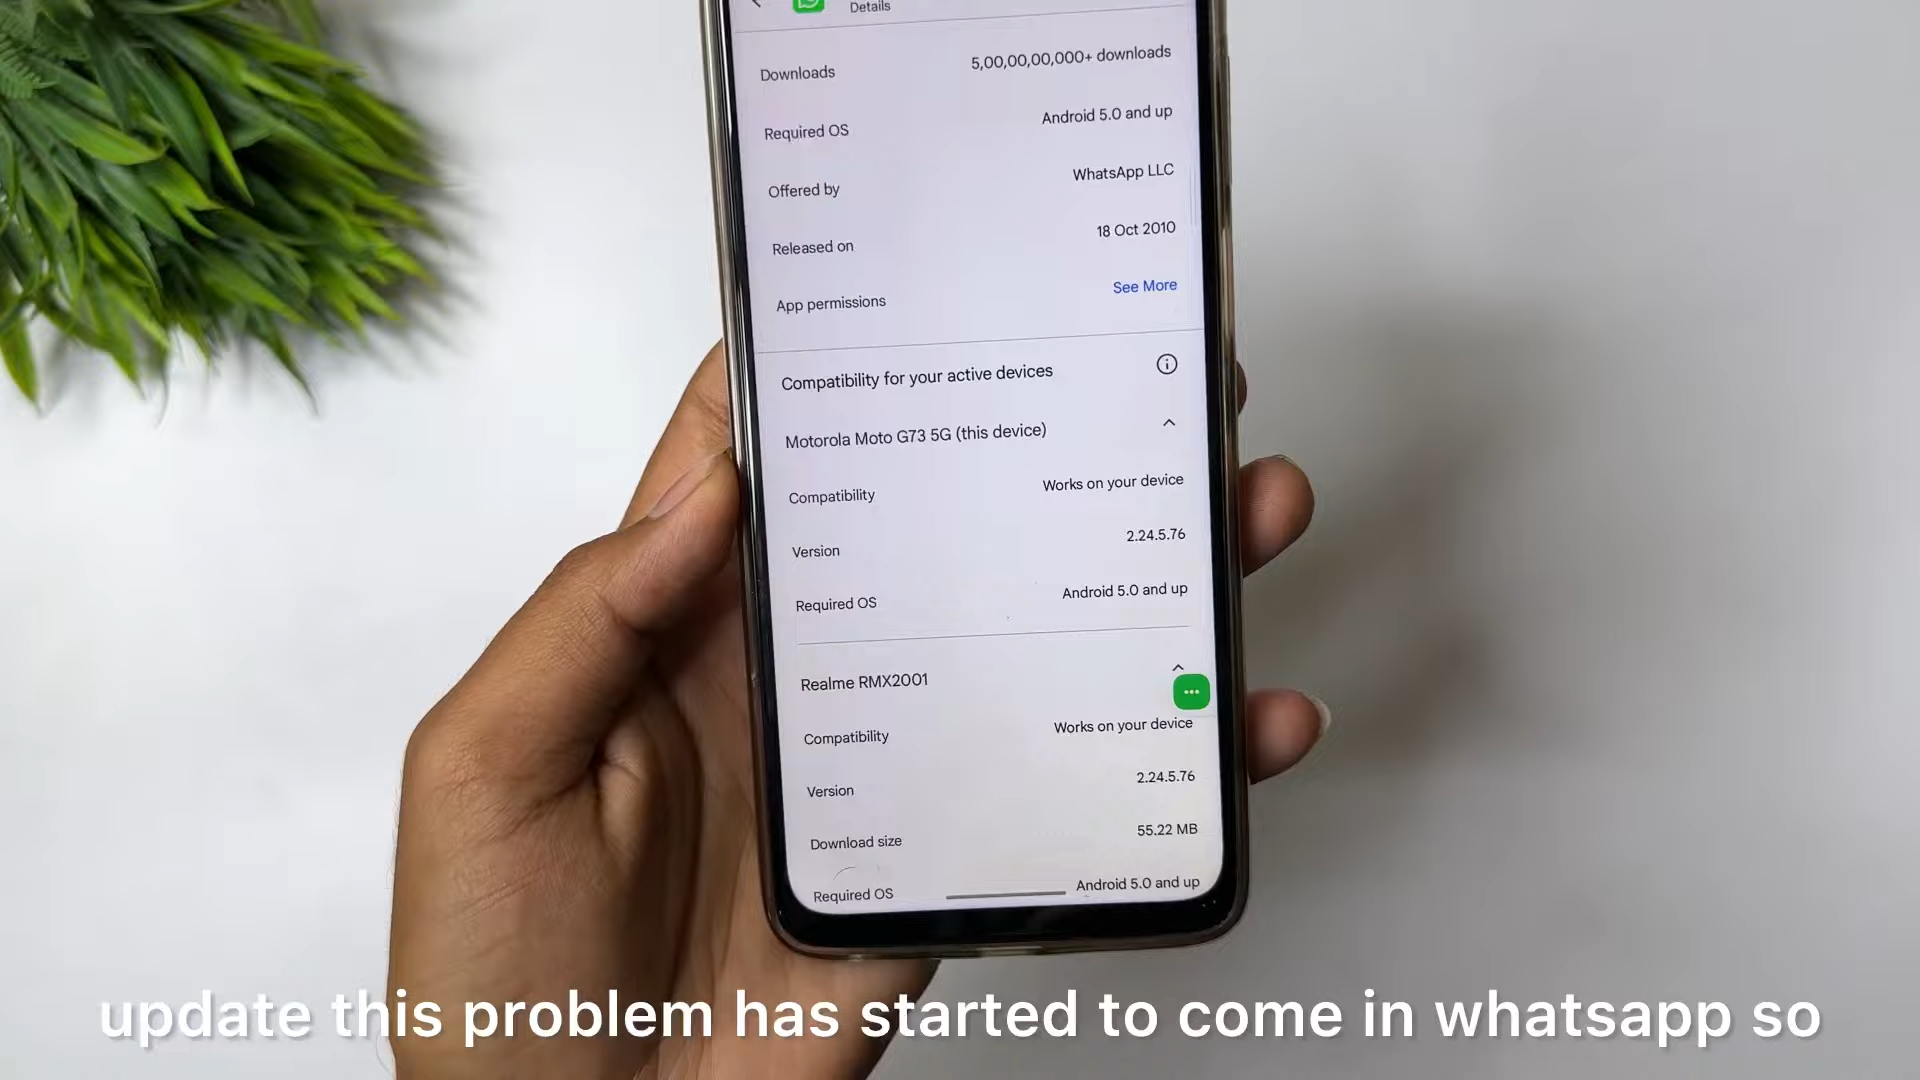 Details
Downloads 5,00,00,00,000+ downloads
Required OS Android 5.0 and up
Offered by WhatsApp LLC
Released on 18 Oct 2010
App permissions See More
Compatibility for your active devices
Motorola Moto G73 5G (this device)
Compatibility Works on your device
Version 2.24.5.76
Required OS Android 5.0 and up
Realme RMX2001
Compatibility Works on your device
Version 2.24.5.76
Download size 55.22 MB
Required OS Android 5.0 and up
update this problem has started to come in whatsapp so